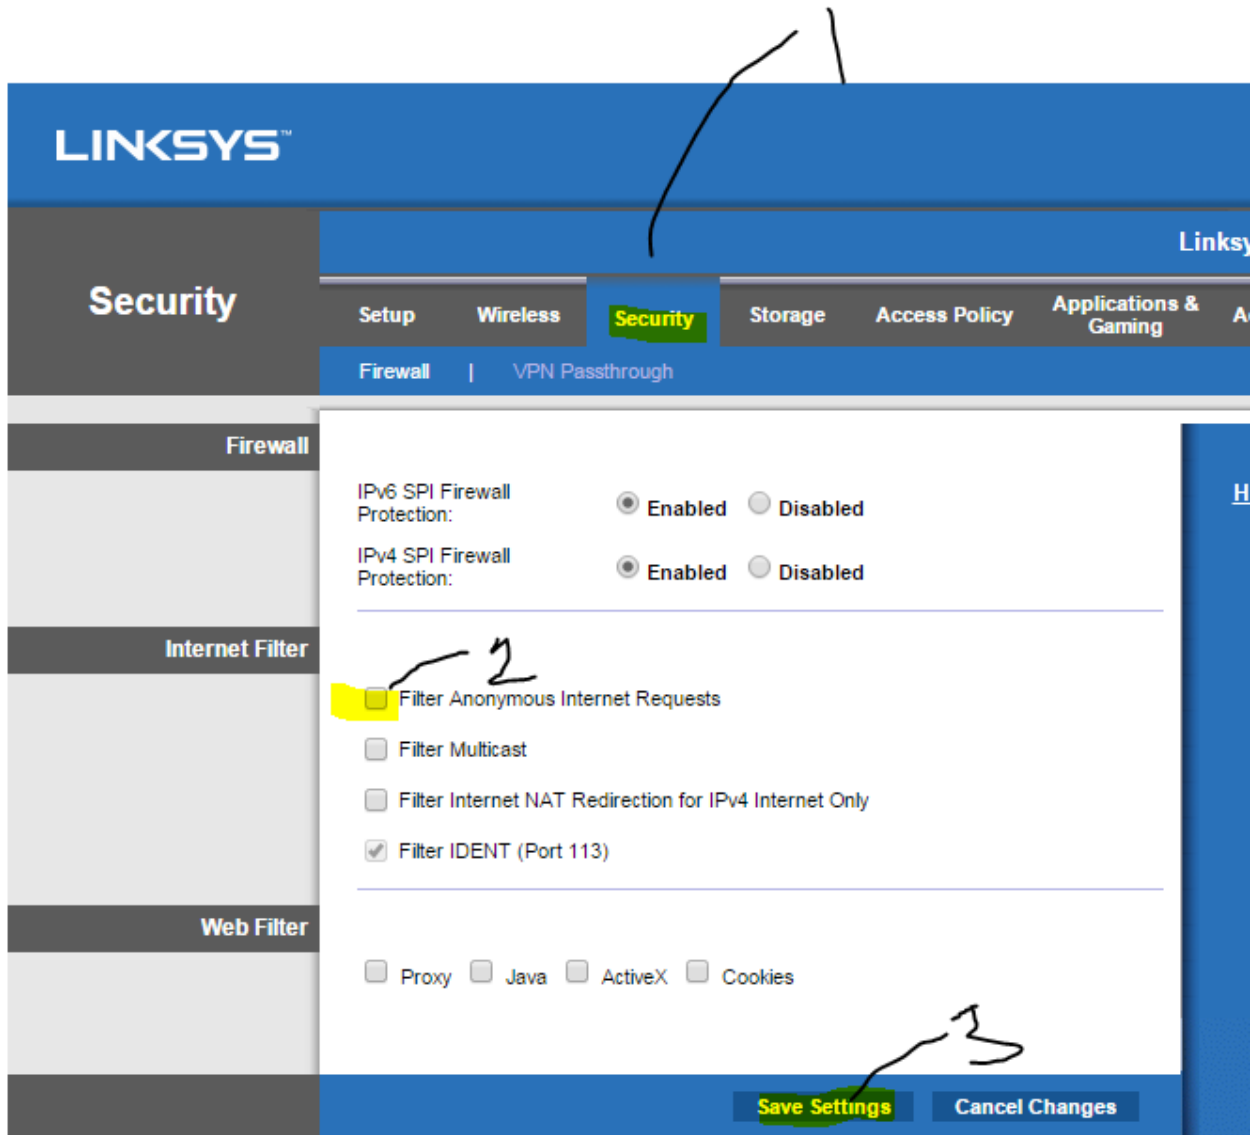 1
LINKSYS™
Security
Setup Wireless Security Storage Access Policy Applications & Gaming
Firewall | VPN Passthrough
Firewall
IPv6 SPI Firewall Protection: Enabled Disabled
IPv4 SPI Firewall Protection: Enabled Disabled
Internet Filter
2
Filter Anonymous Internet Requests
Filter Multicast
Filter Internet NAT Redirection for IPv4 Internet Only
Filter IDENT (Port 113)
Web Filter
Proxy Java ActiveX Cookies
3
Save Settings Cancel Changes